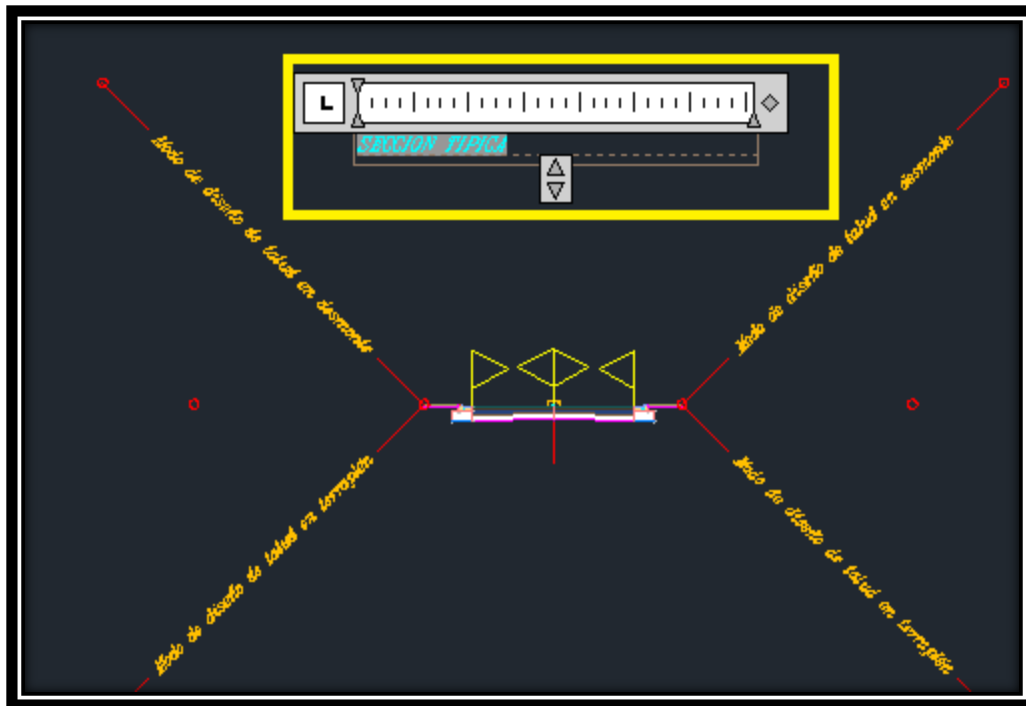 L
SECCION TIPICA
Modo de diseño de talud en desmonte
Modo de diseño de talud en desmonte
Modo de diseño de talud en terraplén
Modo de diseño de talud en terraplén